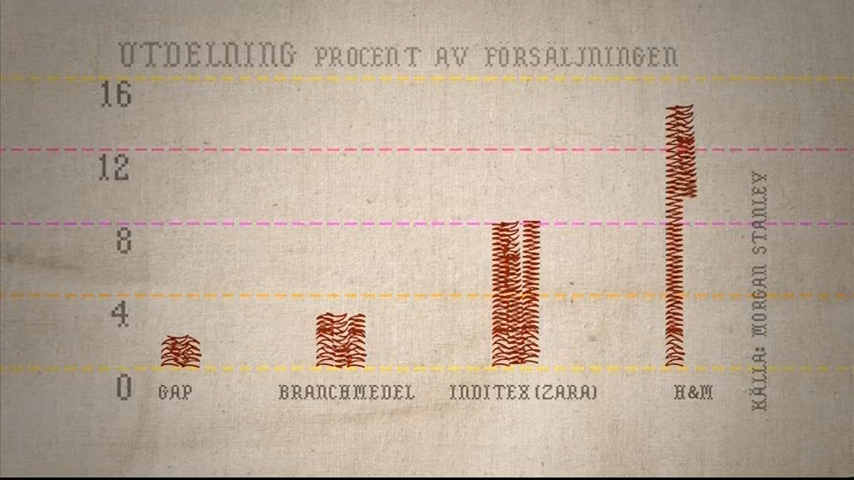 UTDELNING PROCENT AV FÖRSÄLJNINGEN
16
12
8
4
0
GAP
BRANCHMEDEL
INDITEX (ZARA)
H&M
KÄLLA: MORGAN STANLEY